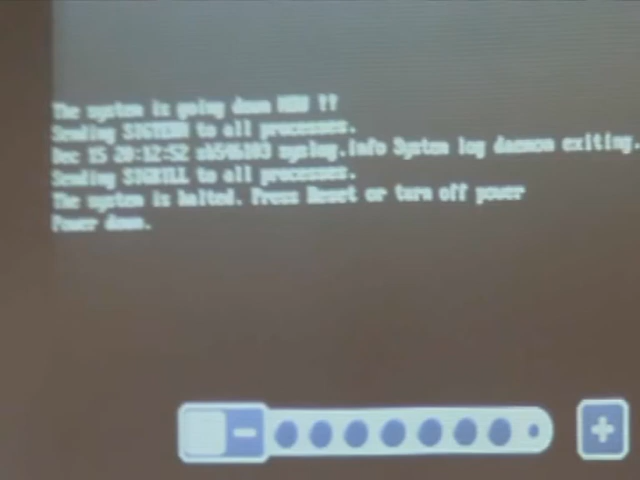 The system is going down NOW !!
Sending SIGTERM to all processes.
Dec 15 20:12:52 syslog.info System log daemon exiting.
Sending SIGKILL to all processes.
The system is halted. Press Reset or turn off power
Power down.